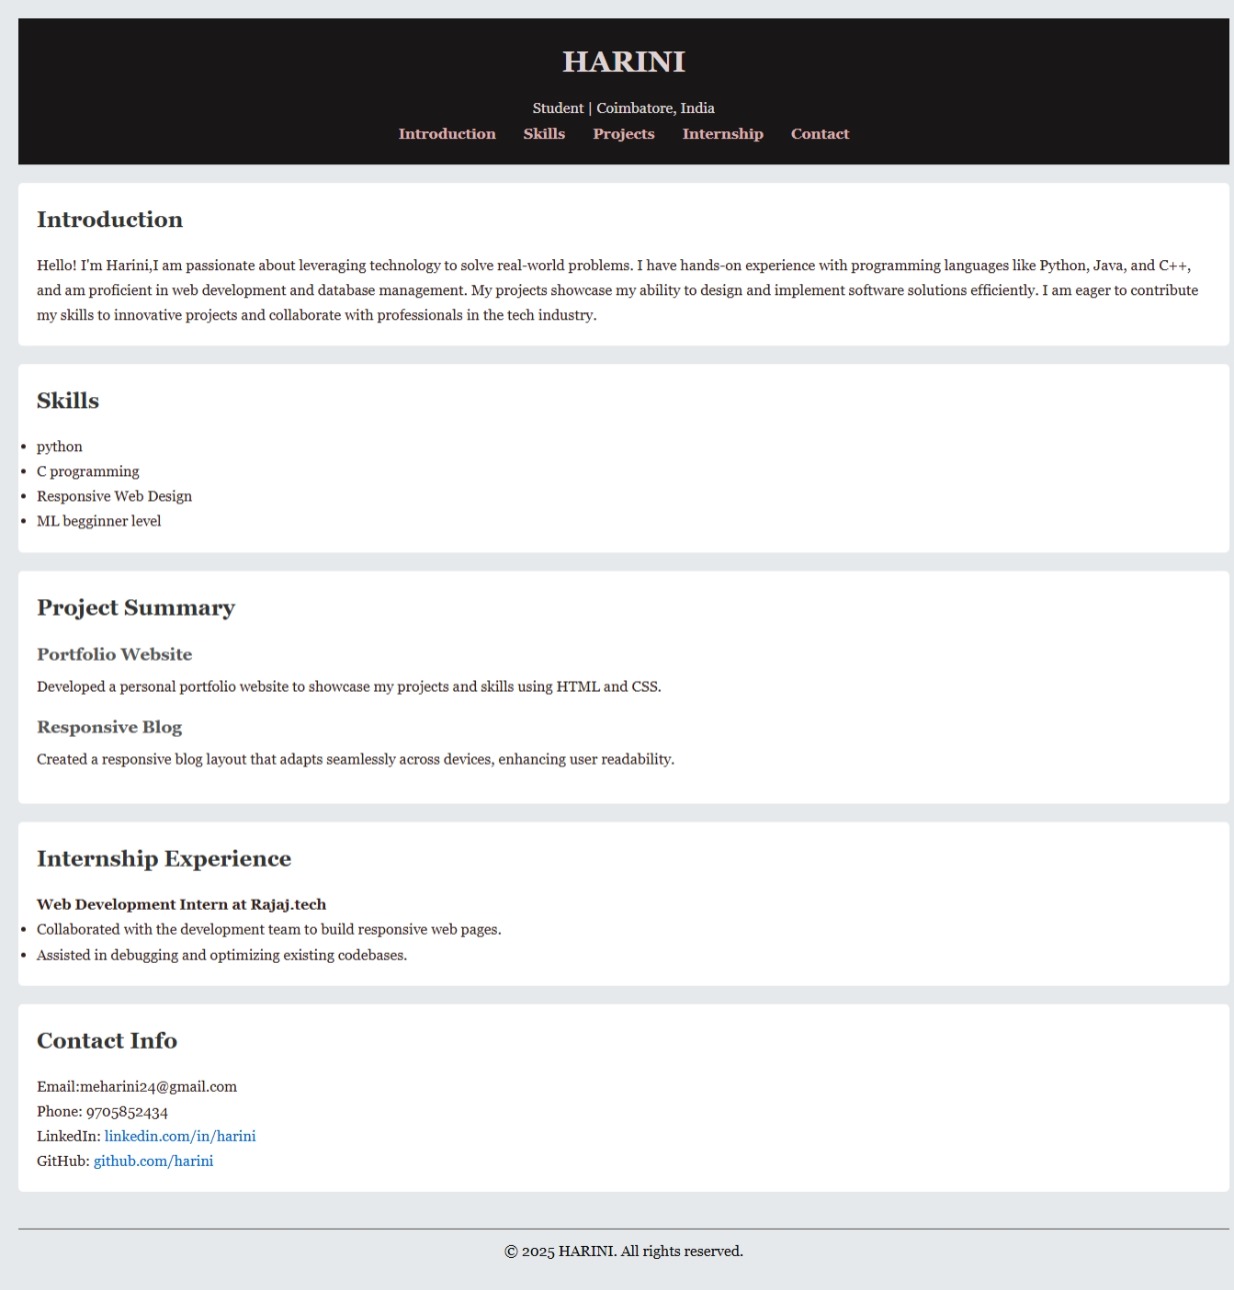 HARINI
Student | Coimbatore, India
Introduction Skills Projects Internship Contact
Introduction
Hello! I'm Harini,I am passionate about leveraging technology to solve real-world problems. I have hands-on experience with programming languages like Python, Java, and C++,
and am proficient in web development and database management. My projects showcase my ability to design and implement software solutions efficiently. I am eager to contribute
my skills to innovative projects and collaborate with professionals in the tech industry.
Skills
• python
• C programming
• Responsive Web Design
• ML begginner level
Project Summary
Portfolio Website
Developed a personal portfolio website to showcase my projects and skills using HTML and CSS.
Responsive Blog
Created a responsive blog layout that adapts seamlessly across devices, enhancing user readability.
Internship Experience
Web Development Intern at Rajaj.tech
• Collaborated with the development team to build responsive web pages.
• Assisted in debugging and optimizing existing codebases.
Contact Info
Email:meharini24@gmail.com
Phone: 9705852434
LinkedIn: linkedin.com/in/harini
GitHub: github.com/harini
© 2025 HARINI. All rights reserved.